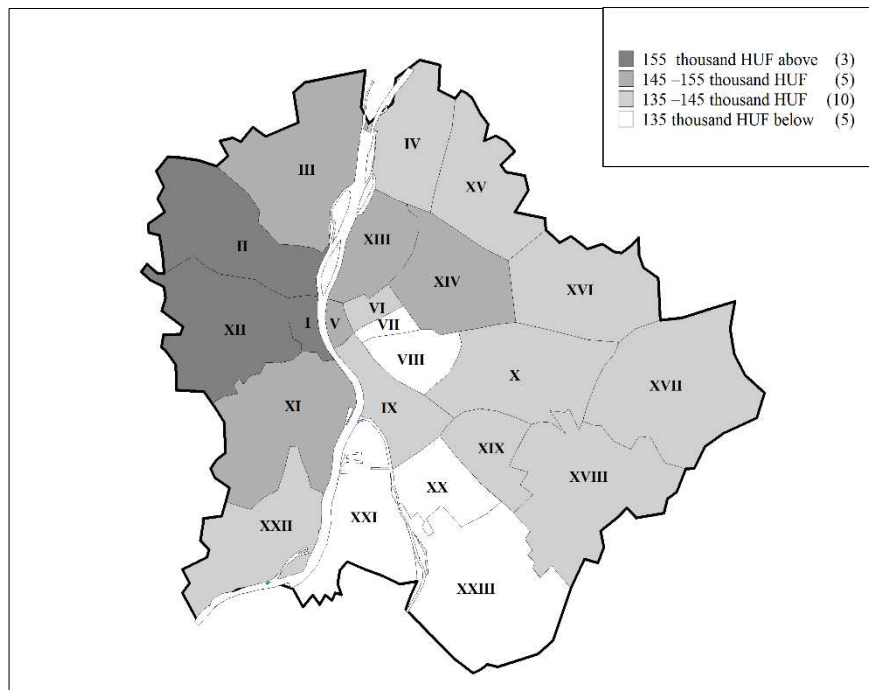 155 thousand HUF above (3)
145 –155 thousand HUF (5)
135 –145 thousand HUF (10)
135 thousand HUF below (5)
IV
III
XV
XIII
II
XIV
XVI
VI
I
V
XII
VII
VIII
X
XVII
XI
IX
XIX
XVIII
XX
XXI
XXII
XXIII